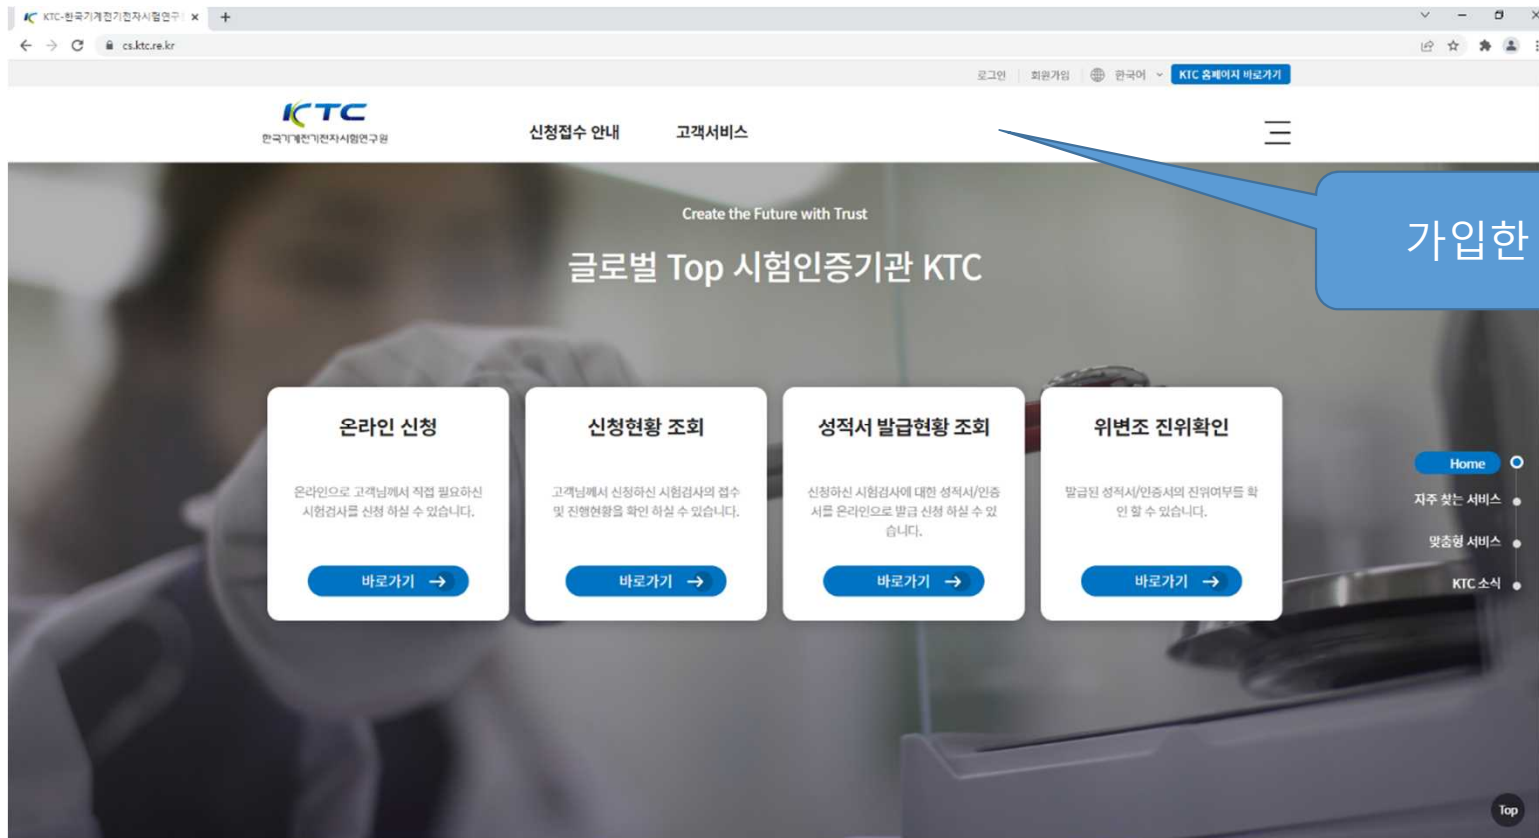 KTC-한국기계전기전자시험연구
cs.ktc.re.kr
로그인 회원가입 한국어 KTC 홈페이지 바로가기
KTC
한국기계전기전자시험연구원
신청접수 안내 고객서비스
가입한
Create the Future with Trust
글로벌 Top 시험인증기관 KTC
온라인 신청
온라인으로 고객님께서 직접 필요하신
시험검사를 신청 하실 수 있습니다.
바로가기
신청현황 조회
고객님께서 신청하신 시험검사의 접수
및 진행현황을 확인 하실 수 있습니다.
바로가기
성적서 발급현황 조회
신청하신 시험검사에 대한 성적서/인증
서를 온라인으로 발급 신청 하실 수 있
습니다.
바로가기
위변조 진위확인
발급된 성적서/인증서의 진위여부를 확
인 할 수 있습니다.
바로가기
Home
자주 찾는 서비스
맞춤형 서비스
KTC 소식
Top